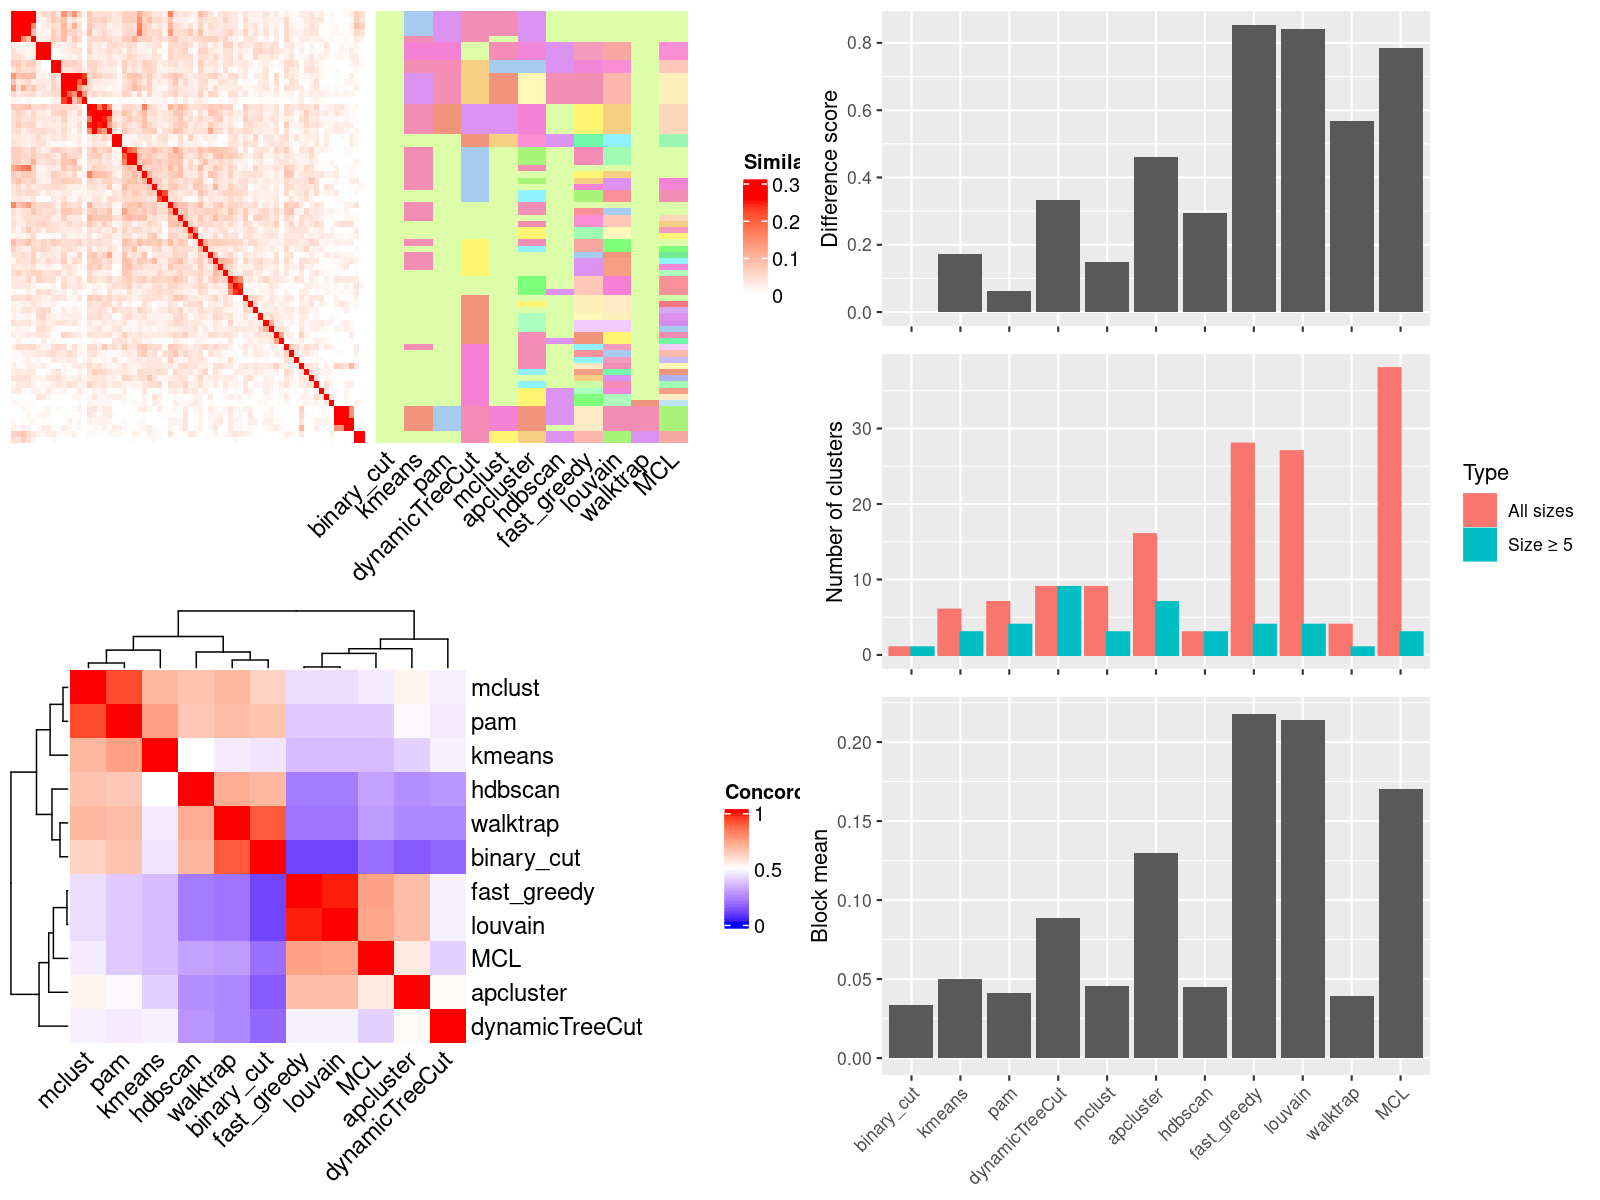 Simila
0.3
0.2
0.1
0
binary_cut
kmeans
pam
dynamicTreeCut
mclust
apcluster
hdbscan
fast_greedy
louvain
walktrap
MCL
Difference score
0.8
0.6
0.4
0.2
0.0
Number of clusters
30
20
10
0
Type
All sizes
Size ≥ 5
mclust
pam
kmeans
hdbscan
walktrap
binary_cut
fast_greedy
louvain
MCL
apcluster
dynamicTreeCut
mclust
pam
kmeans
hdbscan
walktrap
binary_cut
fast_greedy
louvain
MCL
apcluster
dynamicTreeCut
Concord
1
0.5
0
Block mean
0.20
0.15
0.10
0.05
0.00
binary_cut
kmeans
pam
dynamicTreeCut
mclust
apcluster
hdbscan
fast_greedy
louvain
walktrap
MCL